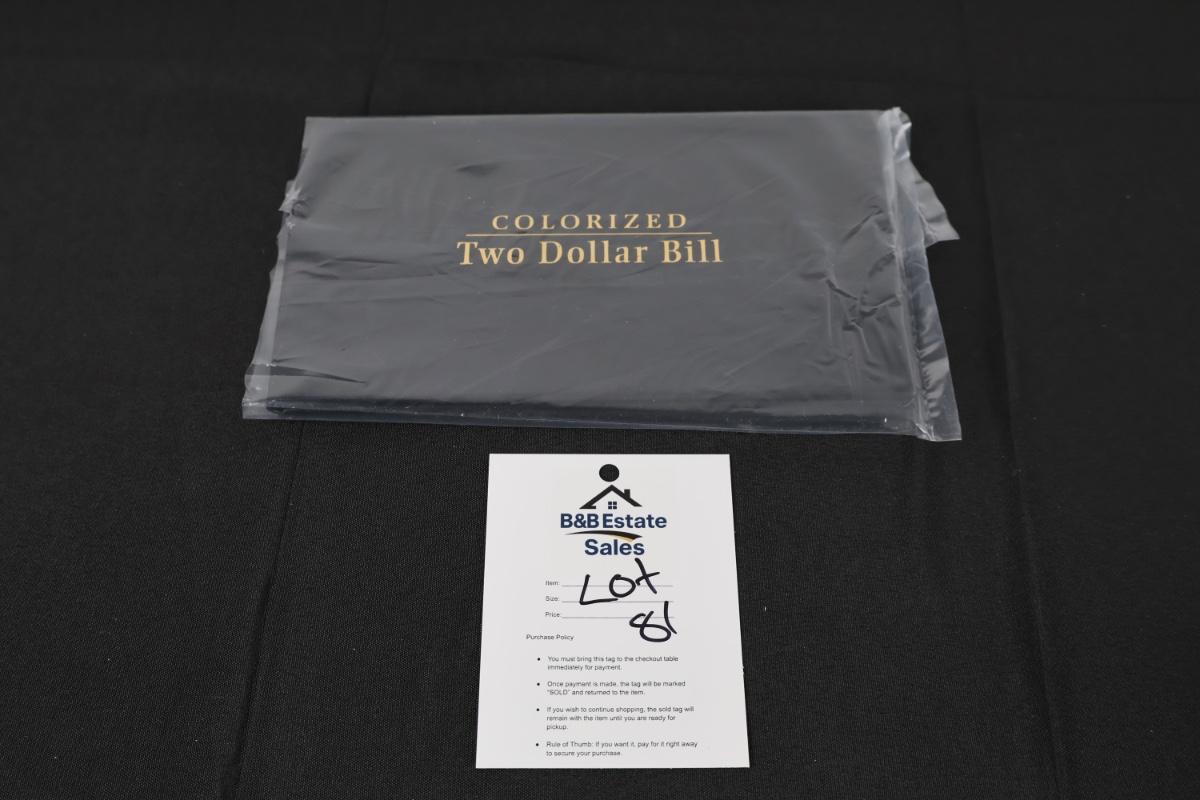 COLORIZED
Two Dollar Bill
B&B Estate
Sales
Item:
Size:
Price:
Lot
81
Purchase Policy
• You must bring this tag to the checkout table
immediately for payment.
• Once payment is made, the tag will be marked
"SOLD" and returned to the item.
• If you wish to continue shopping, the sold tag will
remain with the item until you are ready for
pickup.
• Rule of Thumb: If you want it, pay for it right away
to secure your purchase.